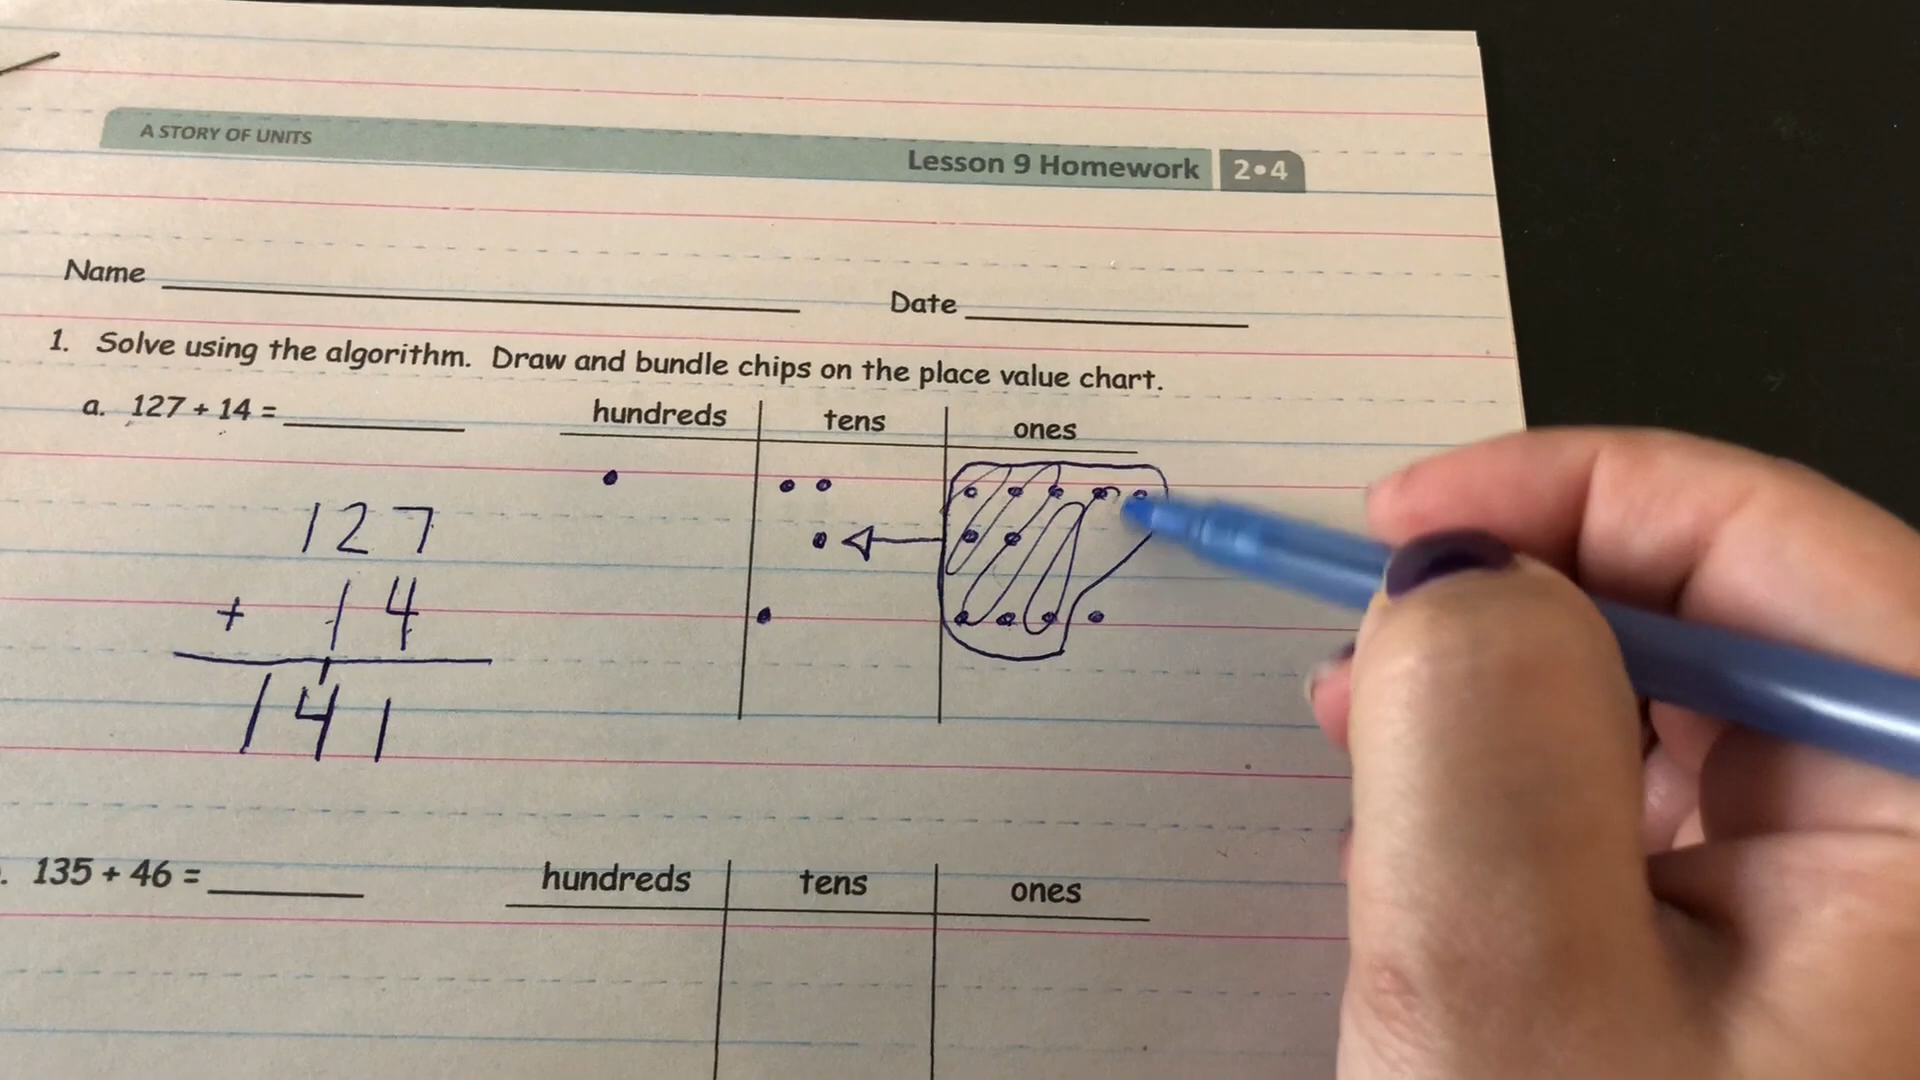 A STORY OF UNITS
Lesson 9 Homework 2•4
Name
Date
1. Solve using the algorithm. Draw and bundle chips on the place value chart.
a. 127 + 14 =
hundreds tens ones
127
+ 14
1
141
. 135 + 46 =
hundreds tens ones